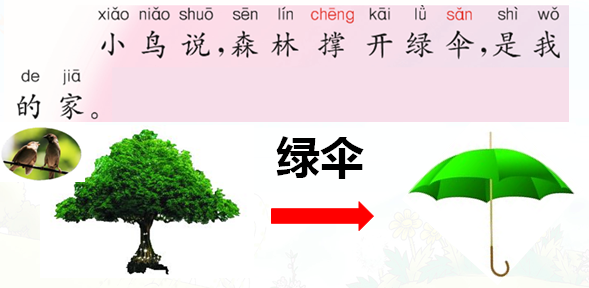 xiǎo niǎo shuō sēn lín chēng kāi lǜ sǎn shì wǒ
小鸟说,森林撑开绿伞,是我
de jiā
的家。
绿伞